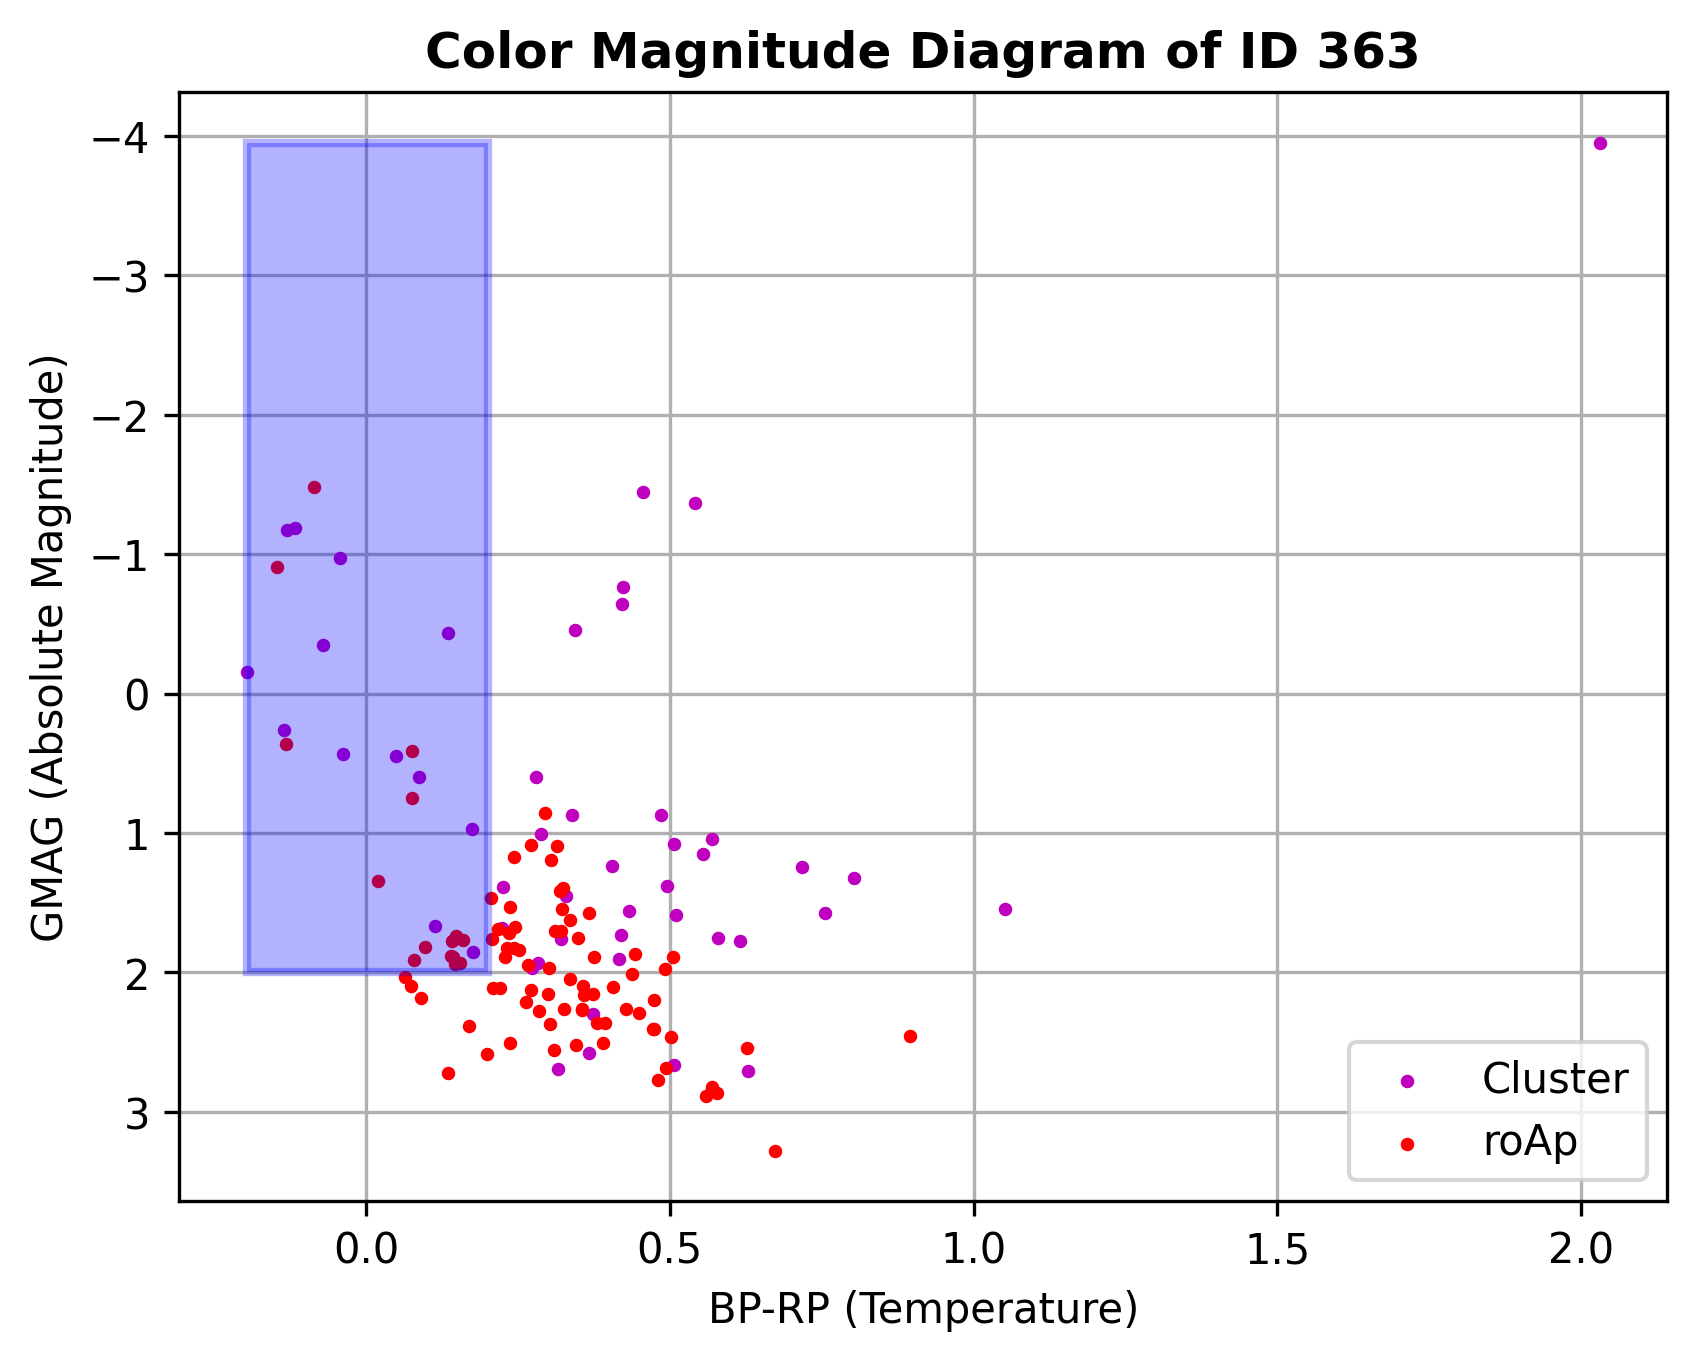 Color Magnitude Diagram of ID 363
GMAG (Absolute Magnitude)
−4
−3
−2
−1
0
1
2
3
Cluster
roAp
0.0 0.5 1.0 1.5 2.0
BP-RP (Temperature)